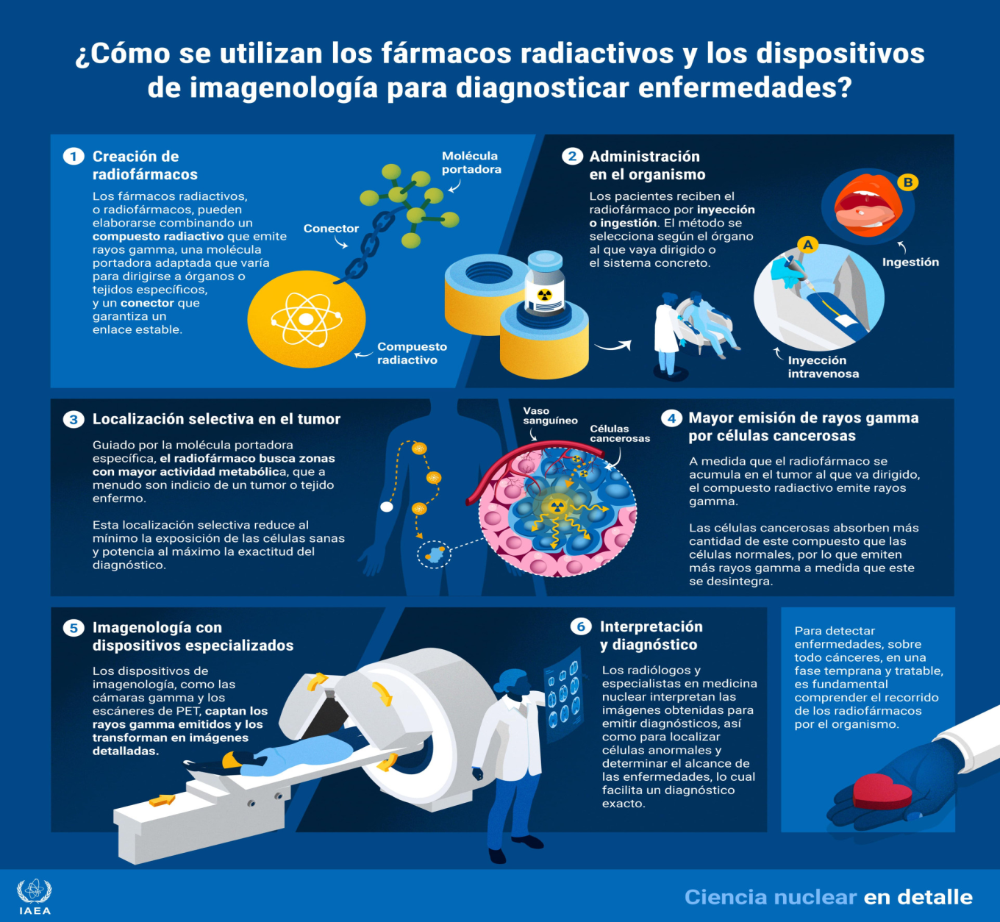 ¿Cómo se utilizan los fármacos radiactivos y los dispositivos
de imagenología para diagnosticar enfermedades?
1 Creación de
radiofármacos
Los fármacos radiactivos,
o radiofármacos, pueden
elaborarse combinando un
compuesto radiactivo que emite
rayos gamma, una molécula
portadora adaptada que varía
para dirigirse a órganos o
tejidos específicos,
y un conector que
garantiza un
enlace estable.
Molécula
portadora
Conector
Compuesto
radiactivo
2 Administración
en el organismo
Los pacientes reciben el
radiofármaco por inyección
o ingestión. El método se
selecciona según el órgano
al que vaya dirigido o
el sistema concreto.
B
Ingestión
A
Inyección
intravenosa
3 Localización selectiva en el tumor
Guiado por la molécula portadora
específica, el radiofármaco busca zonas
con mayor actividad metabólica, que a
menudo son indicio de un tumor o tejido
enfermo.
Esta localización selectiva reduce al
mínimo la exposición de las células sanas
y potencia al máximo la exactitud del
diagnóstico.
Vaso
sanguíneo
Células
cancerosas
4 Mayor emisión de rayos gamma
por células cancerosas
A medida que el radiofármaco se
acumula en el tumor al que va dirigido,
el compuesto radiactivo emite rayos
gamma.
Las células cancerosas absorben más
cantidad de este compuesto que las
células normales, por lo que emiten
más rayos gamma a medida que este
se desintegra.
5 Imagenología con
dispositivos especializados
Los dispositivos de
imagenología, como las
cámaras gamma y los
escáneres de PET, captan los
rayos gamma emitidos y los
transforman en imágenes
detalladas.
6 Interpretación
y diagnóstico
Los radiólogos y
especialistas en medicina
nuclear interpretan las
imágenes obtenidas para
emitir diagnósticos, así
como para localizar
células anormales y
determinar el alcance de
las enfermedades, lo cual
facilita un diagnóstico
exacto.
Para detectar
enfermedades, sobre
todo cánceres, en una
fase temprana y tratable,
es fundamental
comprender el recorrido
de los radiofármacos
por el organismo.
IAEA
Ciencia nuclear en detalle